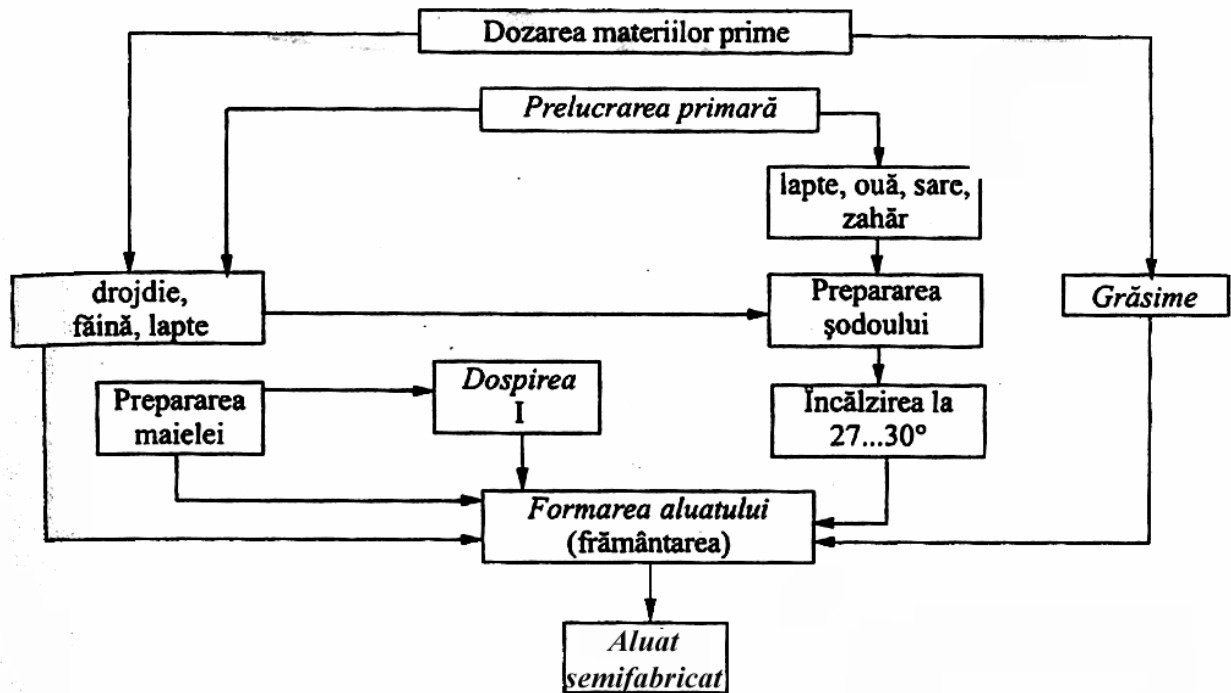 Dozarea materiilor prime
Prelucrarea primară
lapte, ouă, sare,
zahăr
drojdie,
făină, lapte
Prepararea
șodoului
Grăsime
Prepararea
maielei
Dospirea
I
Încălzirea la
27...30°
Formarea aluatului
(frământarea)
Aluat
semifabricat